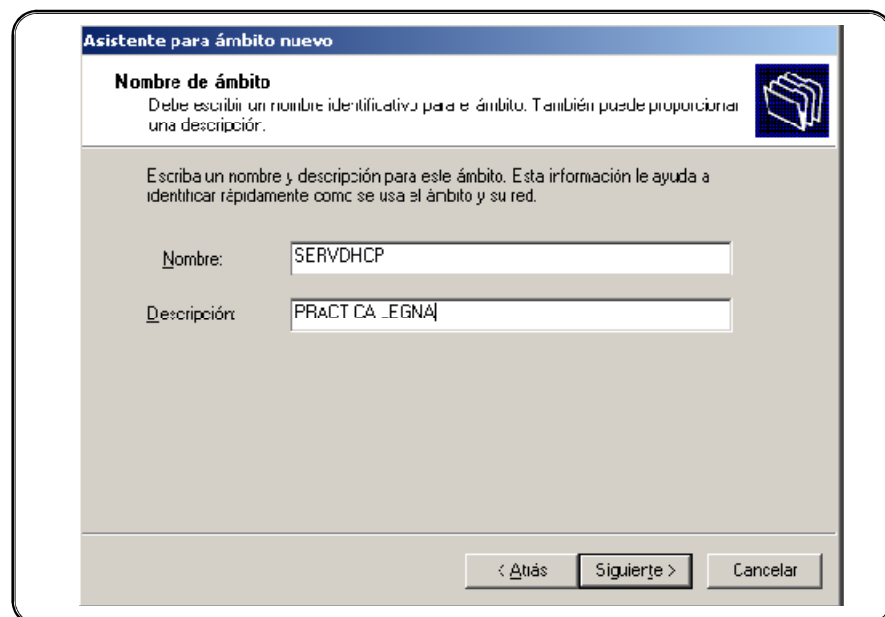 Asistente para ámbito nuevo
Nombre de ámbito
Debe escribir un nombre identificativo para el ámbito. También puede proporcionar
una descripción.
Escriba un nombre y descripción para este ámbito. Esta información le ayuda a
identificar rápidamente como se usa el ámbito y su red.
Nombre:
SERVDHCP
Descripción:
PRACTICA LEGNA
< Atrás
Siguiente >
Cancelar